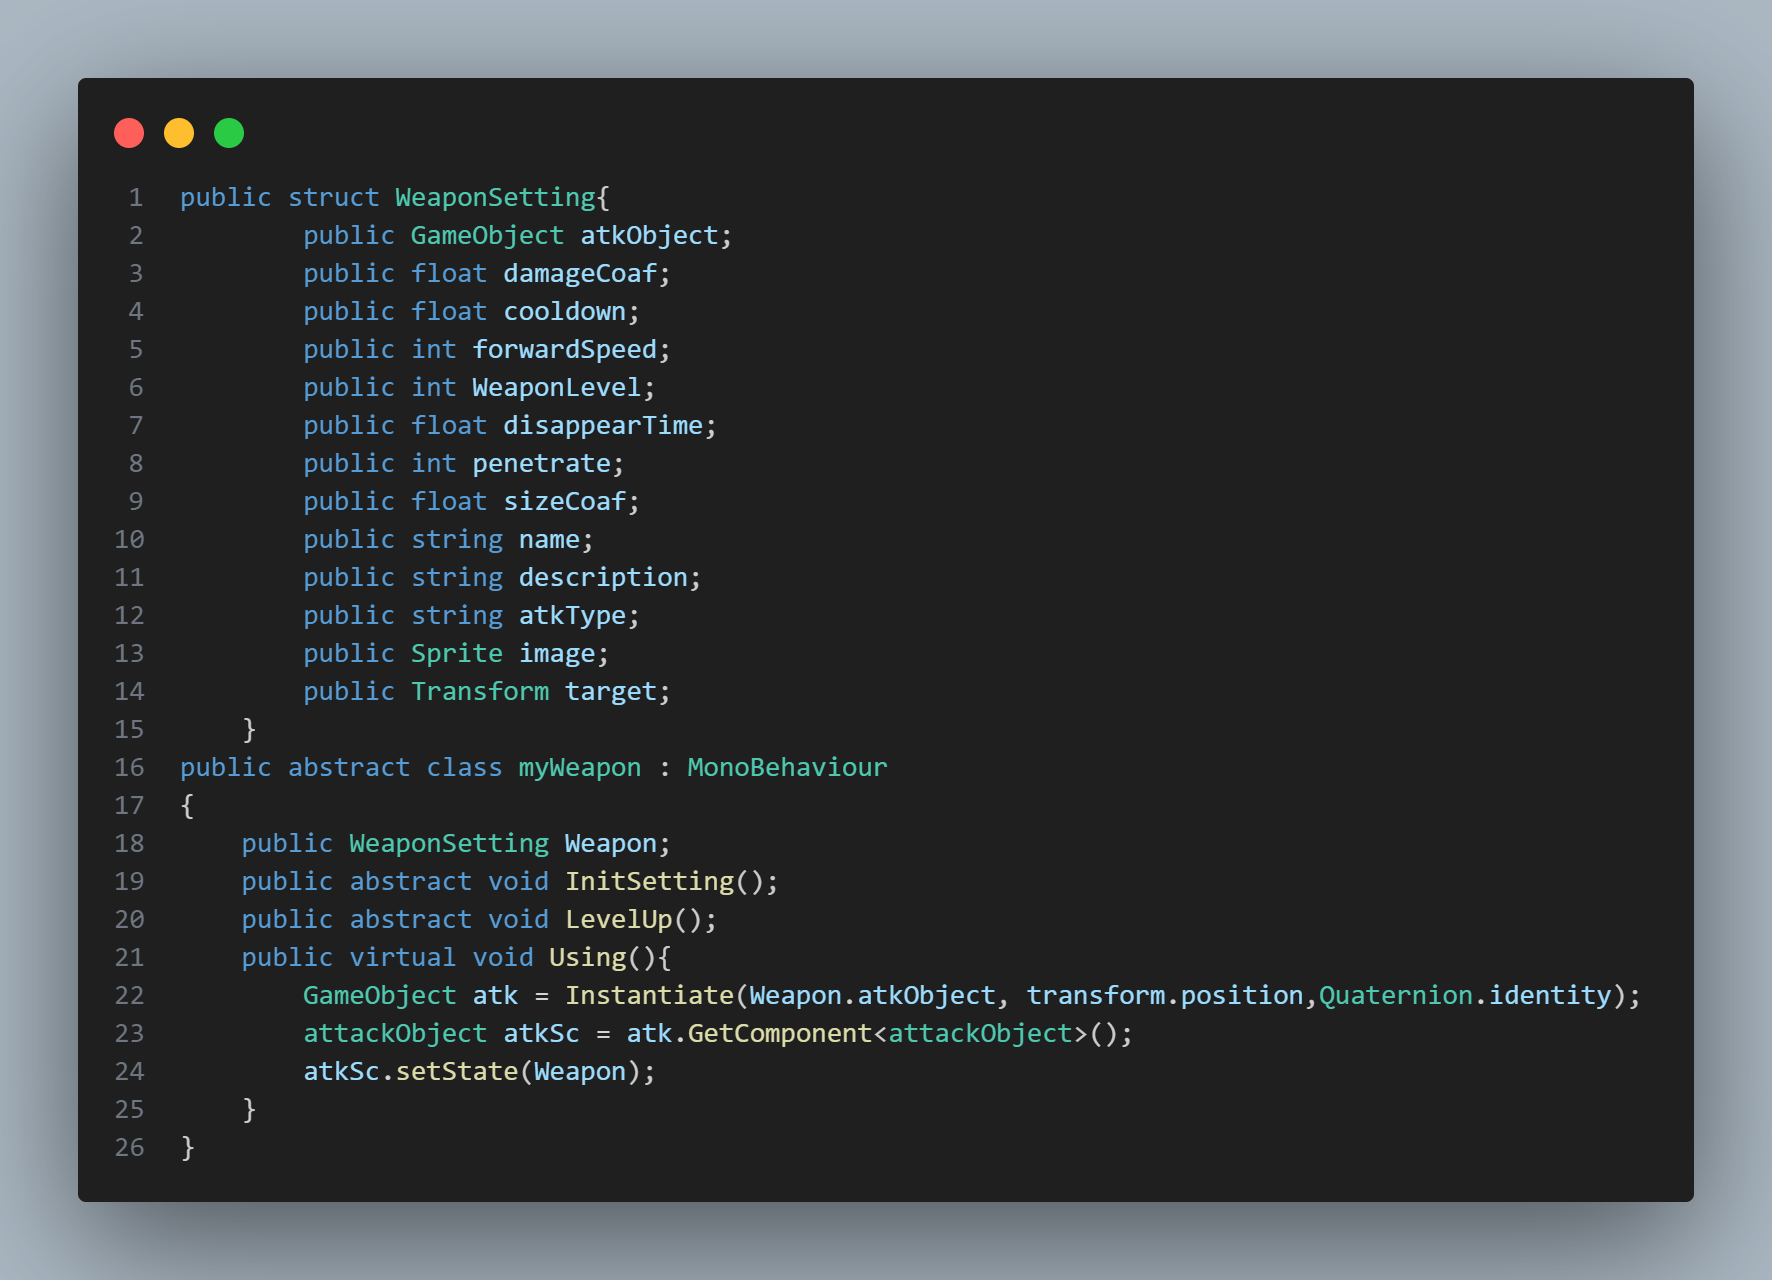 1 public struct WeaponSetting{
2 public GameObject atkObject;
3 public float damageCoaf;
4 public float cooldown;
5 public int forwardSpeed;
6 public int WeaponLevel;
7 public float disappearTime;
8 public int penetrate;
9 public float sizeCoaf;
10 public string name;
11 public string description;
12 public string atkType;
13 public Sprite image;
14 public Transform target;
15 }
16 public abstract class myWeapon : MonoBehaviour
17 {
18 public WeaponSetting Weapon;
19 public abstract void InitSetting();
20 public abstract void LevelUp();
21 public virtual void Using(){
22 GameObject atk = Instantiate(Weapon.atkObject, transform.position,Quaternion.identity);
23 attackObject atkSc = atk.GetComponent<attackObject>();
24 atkSc.setState(Weapon);
25 }
26 }